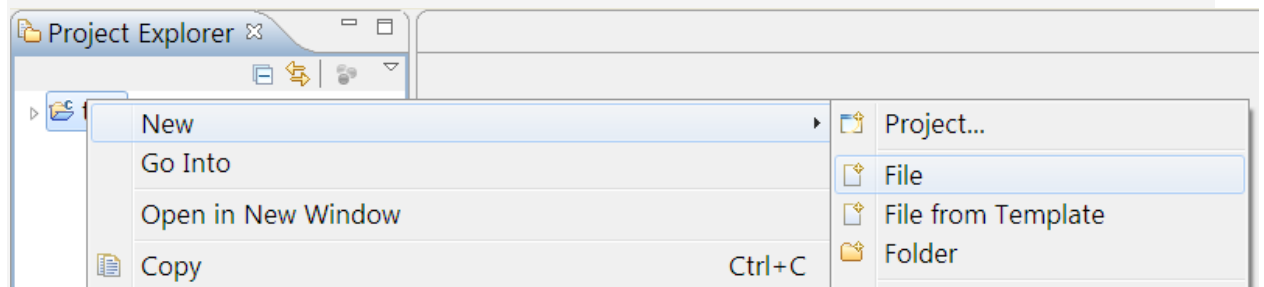 Project Explorer
New
Go Into
Open in New Window
Copy Ctrl+C
Project...
File
File from Template
Folder